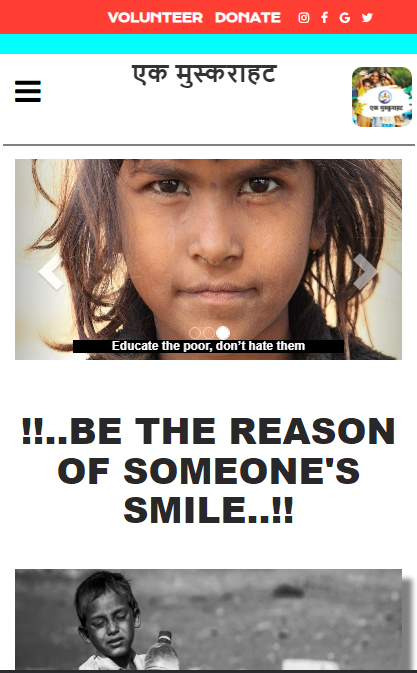 VOLUNTEER DONATE
एक मुस्कराहट
एक मुस्कुराहट
Educate the poor, don’t hate them
!!..BE THE REASON
OF SOMEONE'S
SMILE..!!